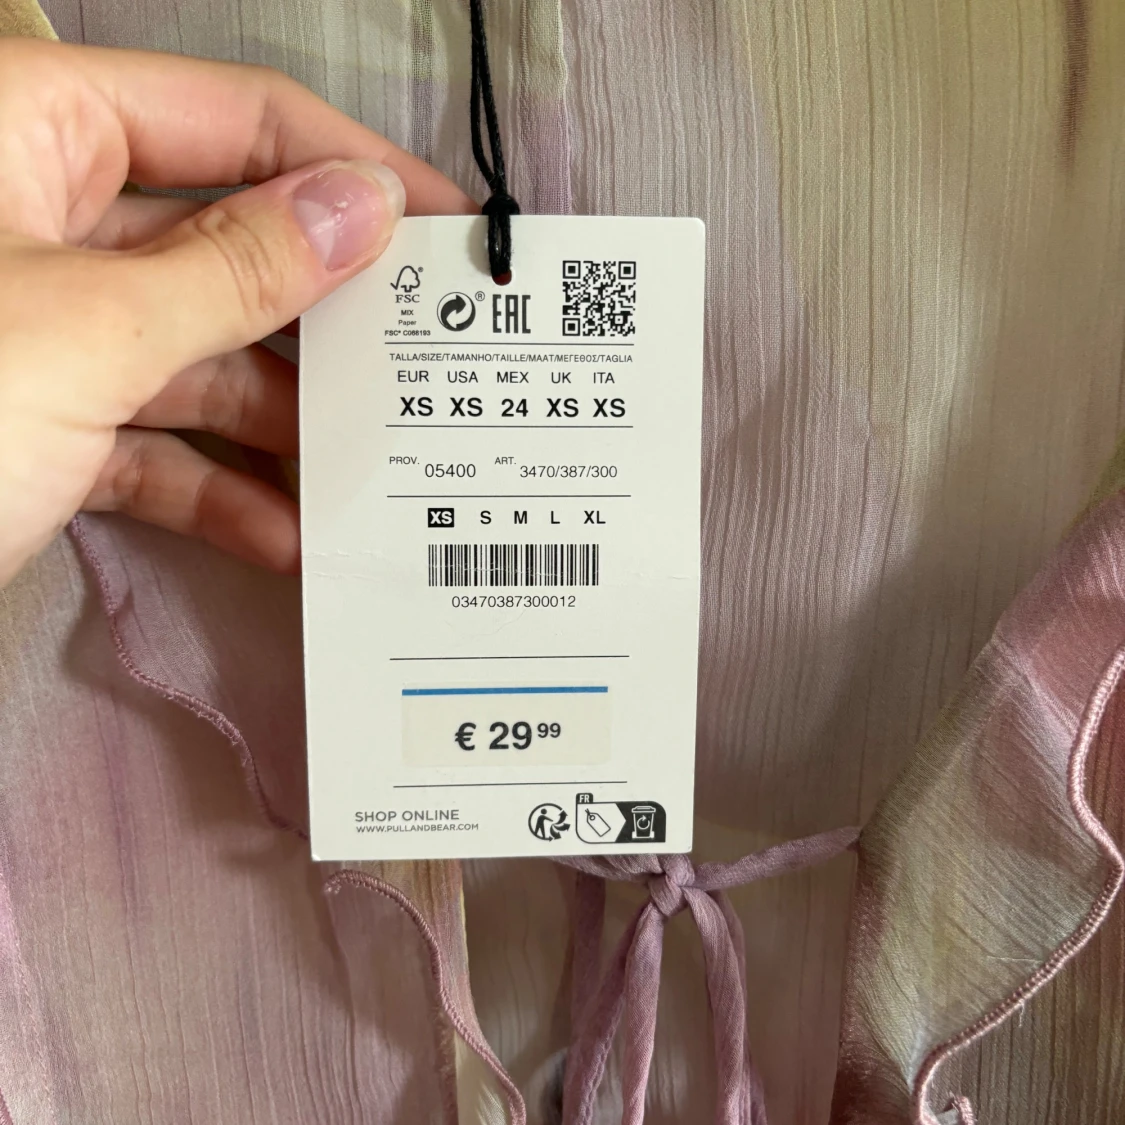 FSC®
MIX
Paper
FSC® C068193
® EAC
TALLA/SIZE/TAMANHO/TAILLE/MAAT/ΜΕΓΕΘΟΣ/TAGLIA
EUR USA MEX UK ITA
XS XS 24 XS XS
PROV. 05400 ART. 3470/387/300
XS S M L XL
03470387300012
€ 29⁹⁹
FR
SHOP ONLINE
WWW.PULLANDBEAR.COM